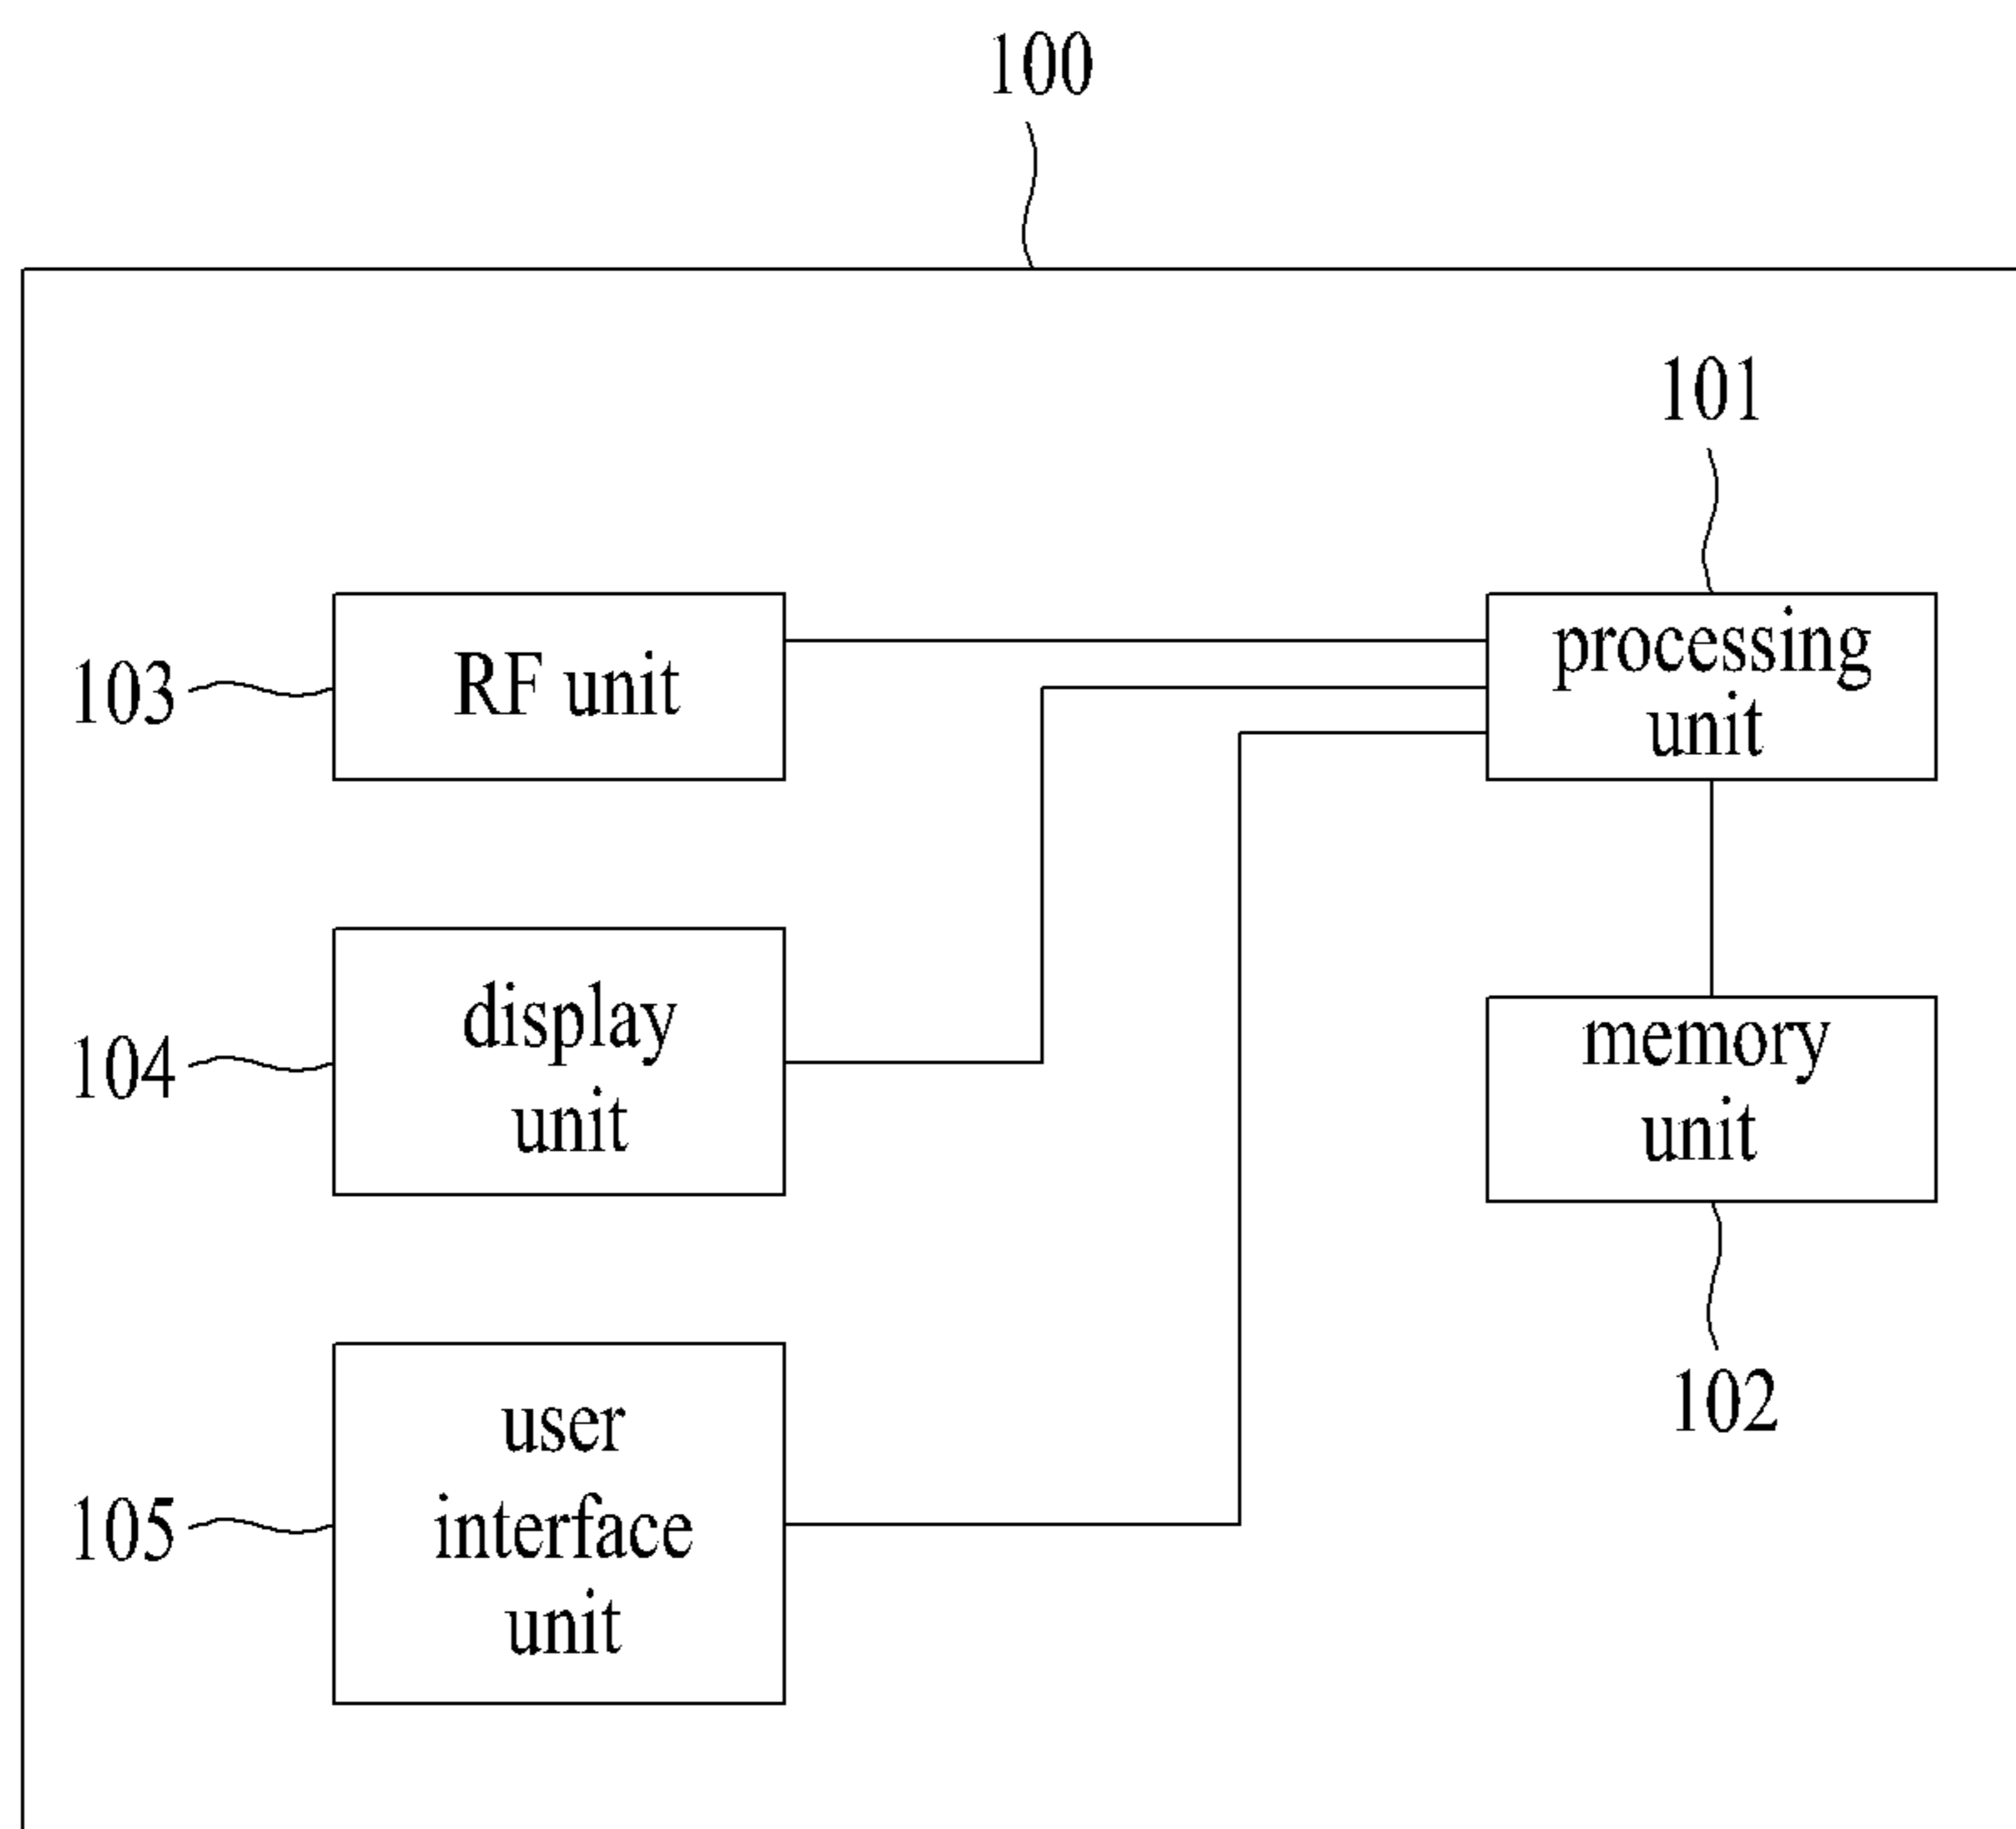 100
101
103
RF unit
processing
unit
104
display
unit
memory
unit
102
105
user
interface
unit